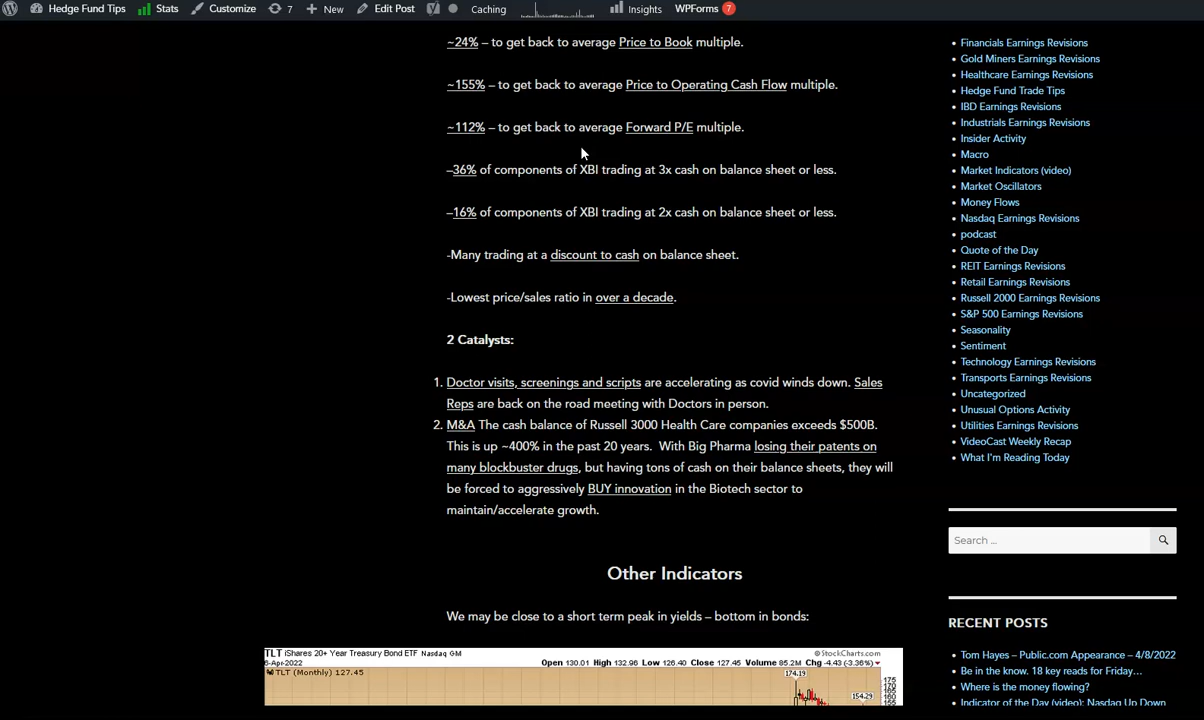 Hedge Fund Tips Stats Customize 7 New Edit Post Caching Insights WPForms 7
~24% – to get back to average Price to Book multiple.
~155% – to get back to average Price to Operating Cash Flow multiple.
~112% – to get back to average Forward P/E multiple.
–36% of components of XBI trading at 3x cash on balance sheet or less.
–16% of components of XBI trading at 2x cash on balance sheet or less.
-Many trading at a discount to cash on balance sheet.
-Lowest price/sales ratio in over a decade.
2 Catalysts:
1. Doctor visits, screenings and scripts are accelerating as covid winds down. Sales
Reps are back on the road meeting with Doctors in person.
2. M&A The cash balance of Russell 3000 Health Care companies exceeds $500B.
This is up ~400% in the past 20 years. With Big Pharma losing their patents on
many blockbuster drugs, but having tons of cash on their balance sheets, they will
be forced to aggressively BUY innovation in the Biotech sector to
maintain/accelerate growth.
Other Indicators
We may be close to a short term peak in yields – bottom in bonds:
TLT iShares 20+ Year Treasury Bond ETF Nasdaq GM © StockCharts.com
6-Apr-2022 Open 130.01 High 132.96 Low 126.40 Close 127.45 Volume 85.2M Chg -4.43 (-3.36%)
TLT (Monthly) 127.45
174.19
154.29
175
170
165
160
155
Financials Earnings Revisions
Gold Miners Earnings Revisions
Healthcare Earnings Revisions
Hedge Fund Trade Tips
IBD Earnings Revisions
Industrials Earnings Revisions
Insider Activity
Macro
Market Indicators (video)
Market Oscillators
Money Flows
Nasdaq Earnings Revisions
podcast
Quote of the Day
REIT Earnings Revisions
Retail Earnings Revisions
Russell 2000 Earnings Revisions
S&P 500 Earnings Revisions
Seasonality
Sentiment
Technology Earnings Revisions
Transports Earnings Revisions
Uncategorized
Unusual Options Activity
Utilities Earnings Revisions
VideoCast Weekly Recap
What I'm Reading Today
Search …
RECENT POSTS
Tom Hayes – Public.com Appearance – 4/8/2022
Be in the know. 18 key reads for Friday…
Where is the money flowing?
Indicator of the Day (video): Nasdaq Up Down